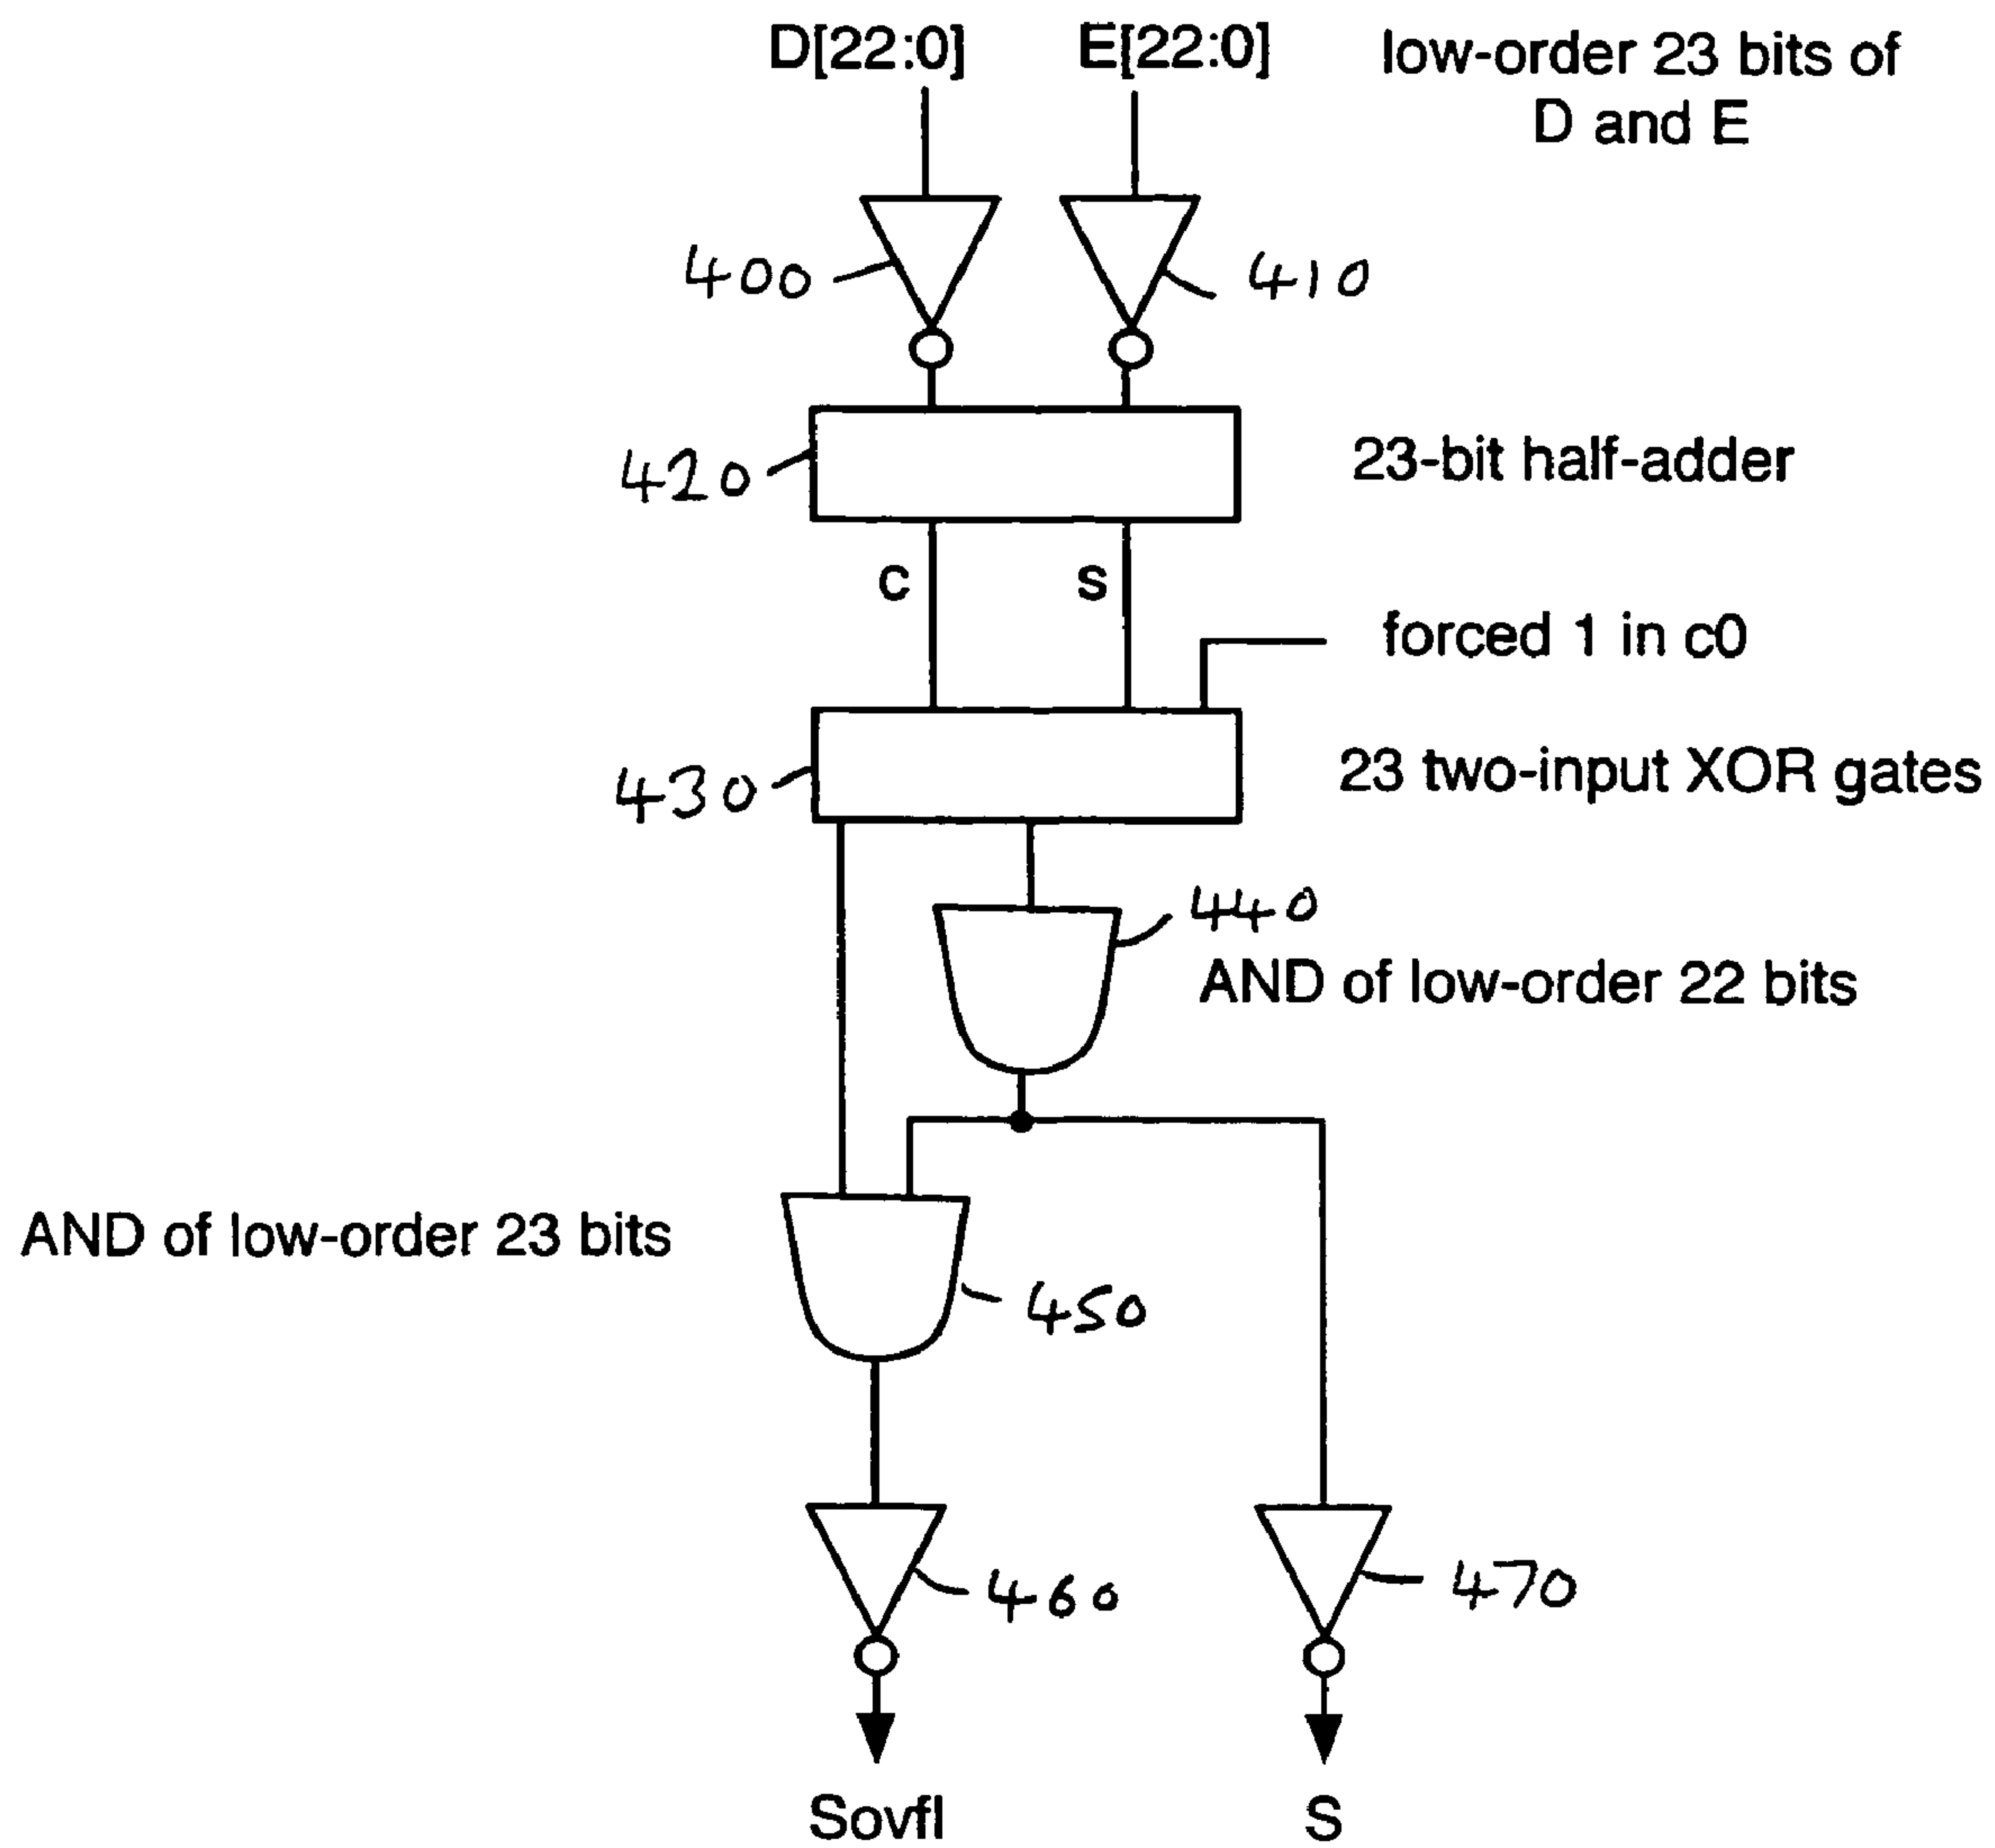 D[22:0]
E[22:0]
low-order 23 bits of
D and E
400
410
420
23-bit half-adder
c
s
forced 1 in c0
430
23 two-input XOR gates
440
AND of low-order 22 bits
AND of low-order 23 bits
450
460
470
Sovfl
S